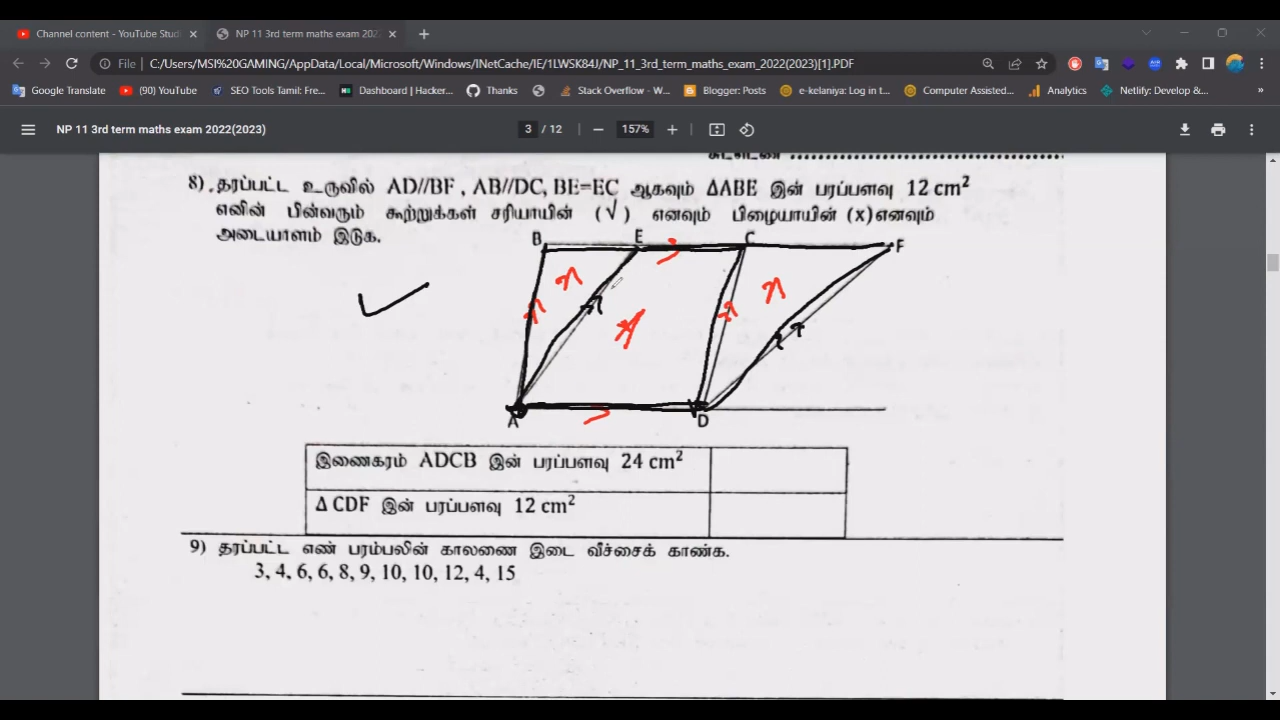 Channel content - YouTube Stud
NP 11 3rd term maths exam 202
File
C:/Users/MSI%20GAMING/AppData/Local/Microsoft/Windows/INetCache/IE/1LWSK84J/NP_11_3rd_term_maths_exam_2022(2023)[1].PDF
Google Translate
(90) YouTube
SEO Tools Tamil: Fre...
Dashboard | Hacker...
Thanks
Stack Overflow - W...
Blogger: Posts
e-kelaniya: Log in t...
Computer Assisted...
Analytics
Netlify: Develop &...
»
NP 11 3rd term maths exam 2022(2023)
3 / 12
157%
சுட்டெண் ..........................................
8). தரப்பட்ட உருவில் AD//BF , AB//DC, BE=EC ஆகவும் ΔABE இன் பரப்பளவு 12 cm²
எனின் பின்வரும் கூற்றுக்கள் சரியாயின் (√) எனவும் பிழையாயின் (x)எனவும்
அடையாளம் இடுக.
B E C F
A D
இணைகரம் ADCB இன் பரப்பளவு 24 cm²
Δ CDF இன் பரப்பளவு 12 cm²
9) தரப்பட்ட எண் பரம்பலின் காலணை இடை வீச்சைக் காண்க.
3, 4, 6, 6, 8, 9, 10, 10, 12, 4, 15